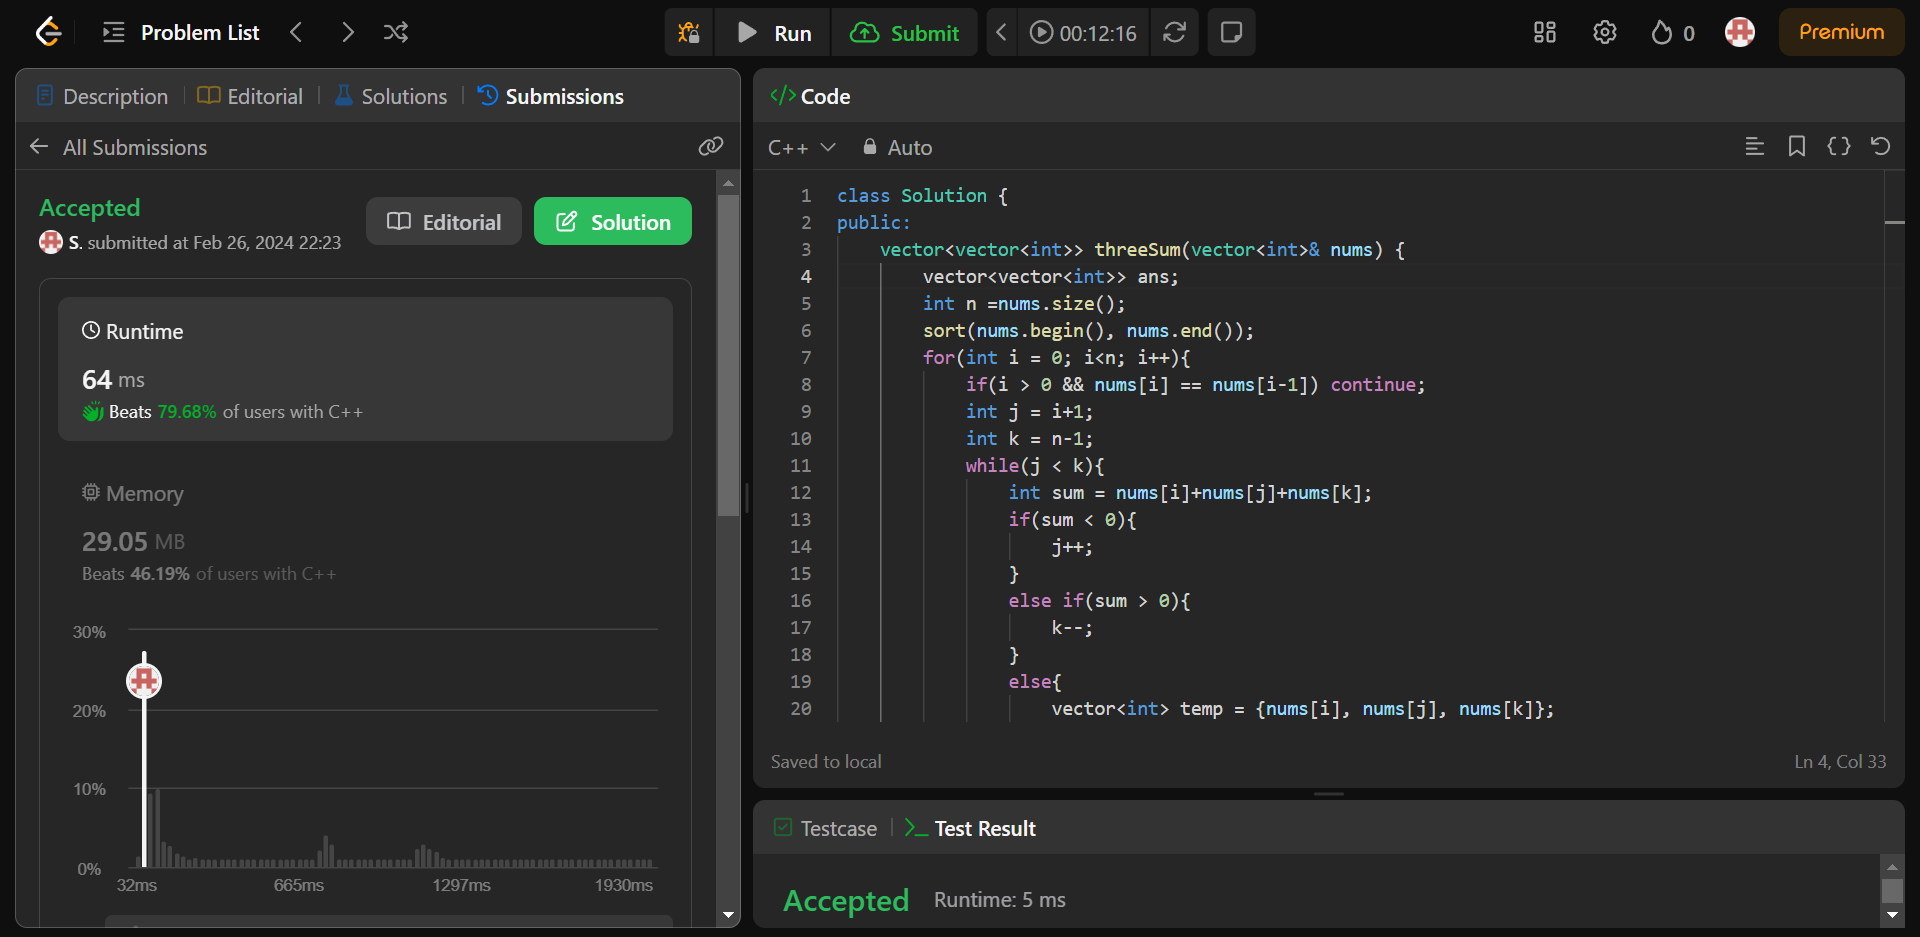 Problem List
Run
Submit
00:12:16
0
Premium
Description
Editorial
Solutions
Submissions
All Submissions
Accepted
S. submitted at Feb 26, 2024 22:23
Editorial
Solution
Runtime
64 ms
Beats 79.68% of users with C++
Memory
29.05 MB
Beats 46.19% of users with C++
30%
20%
10%
0%
32ms 665ms 1297ms 1930ms
</> Code
C++
Auto
1 class Solution {
2 public:
3     vector<vector<int>> threeSum(vector<int>& nums) {
4         vector<vector<int>> ans;
5         int n =nums.size();
6         sort(nums.begin(), nums.end());
7         for(int i = 0; i<n; i++){
8             if(i > 0 && nums[i] == nums[i-1]) continue;
9             int j = i+1;
10             int k = n-1;
11             while(j < k){
12                 int sum = nums[i]+nums[j]+nums[k];
13                 if(sum < 0){
14                     j++;
15                 }
16                 else if(sum > 0){
17                     k--;
18                 }
19                 else{
20                     vector<int> temp = {nums[i], nums[j], nums[k]};
Saved to local
Ln 4, Col 33
Testcase
Test Result
Accepted
Runtime: 5 ms